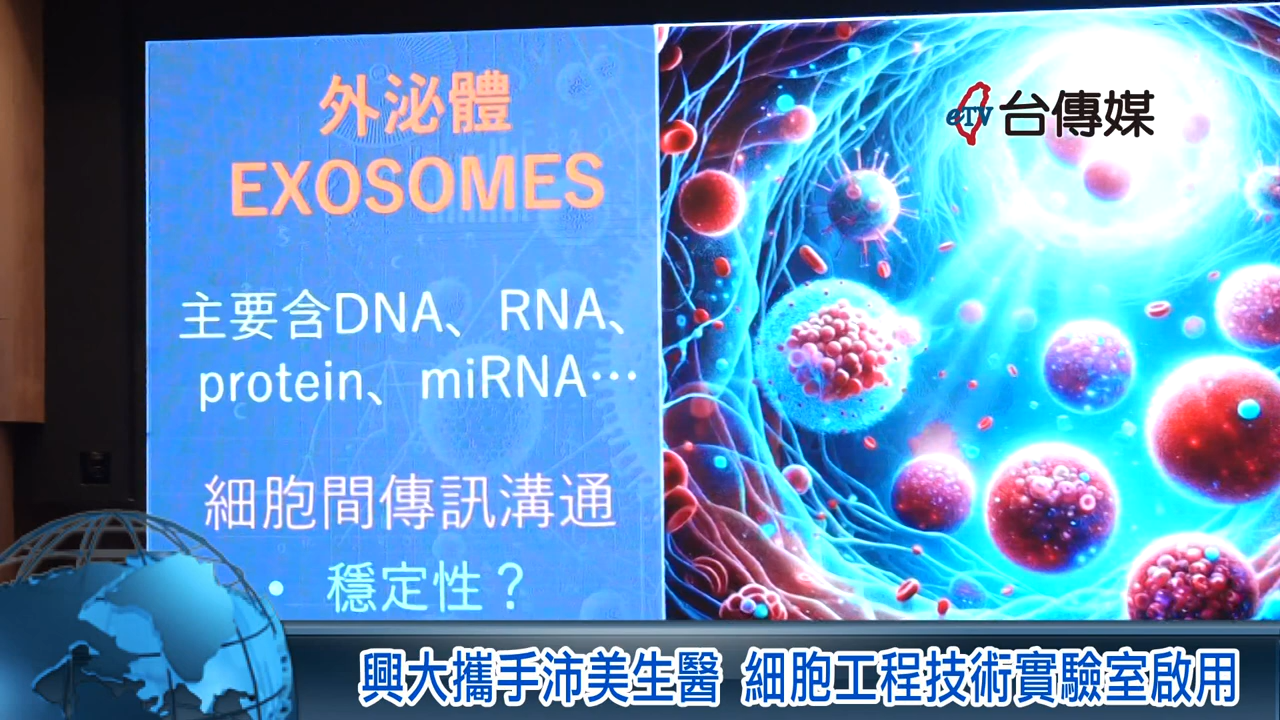 外泌體
EXOSOMES
主要含DNA、RNA、
protein、miRNA…
細胞間傳訊溝通
• 穩定性？
eTV 台傳媒
興大攜手沛美生醫 細胞工程技術實驗室啟用